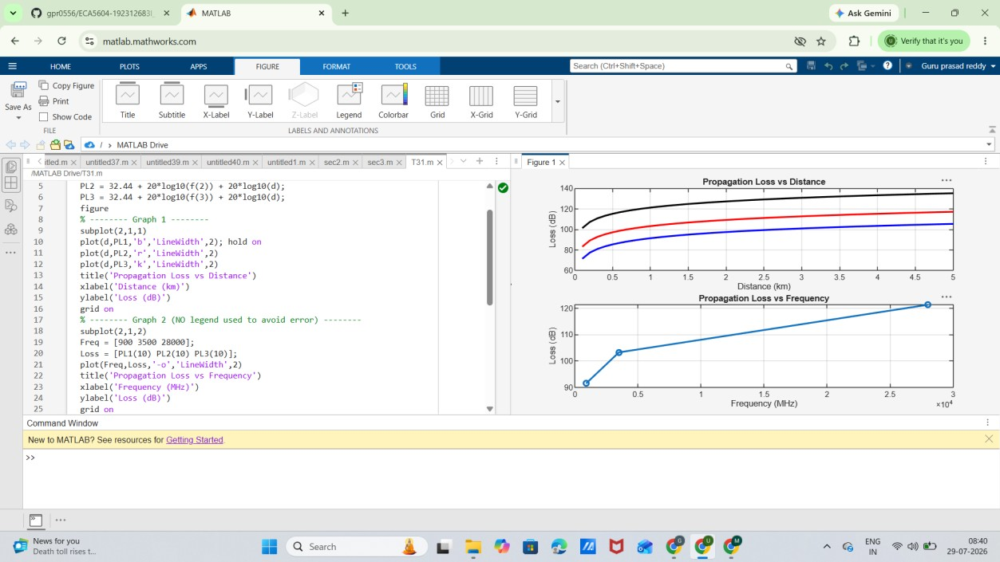 gpr0556/ECA5604-192312683(
MATLAB
Ask Gemini
matlab.mathworks.com
Verify that it's you
HOME PLOTS APPS FIGURE FORMAT TOOLS
Search (Ctrl+Shift+Space)
Guru prasad reddy
Save As
Copy Figure
Print
Show Code
FILE
Title Subtitle X-Label Y-Label Z-Label Legend Colorbar Grid X-Grid Y-Grid
LABELS AND ANNOTATIONS
/ › MATLAB Drive
itled.m untitled37.m untitled39.m untitled40.m untitled1.m sec2.m sec3.m T31.m
/MATLAB Drive/T31.m
5 PL2 = 32.44 + 20*log10(f(2)) + 20*log10(d);
6 PL3 = 32.44 + 20*log10(f(3)) + 20*log10(d);
7 figure
8 % -------- Graph 1 --------
9 subplot(2,1,1)
10 plot(d,PL1,'b','LineWidth',2); hold on
11 plot(d,PL2,'r','LineWidth',2)
12 plot(d,PL3,'k','LineWidth',2)
13 title('Propagation Loss vs Distance')
14 xlabel('Distance (km)')
15 ylabel('Loss (dB)')
16 grid on
17 % -------- Graph 2 (NO legend used to avoid error) --------
18 subplot(2,1,2)
19 Freq = [900 3500 28000];
20 Loss = [PL1(10) PL2(10) PL3(10)];
21 plot(Freq,Loss,'-o','LineWidth',2)
22 title('Propagation Loss vs Frequency')
23 xlabel('Frequency (MHz)')
24 ylabel('Loss (dB)')
25 grid on
Figure 1
Propagation Loss vs Distance
Loss (dB)
140
120
100
80
60
0 0.5 1 1.5 2 2.5 3 3.5 4 4.5 5
Distance (km)
Propagation Loss vs Frequency
Loss (dB)
120
110
100
90
0 0.5 1 1.5 2 2.5 3
×10⁴
Frequency (MHz)
Command Window
New to MATLAB? See resources for Getting Started.
>>
News for you
Death toll rises t...
Search
ENG
IN
08:40
29-07-2026